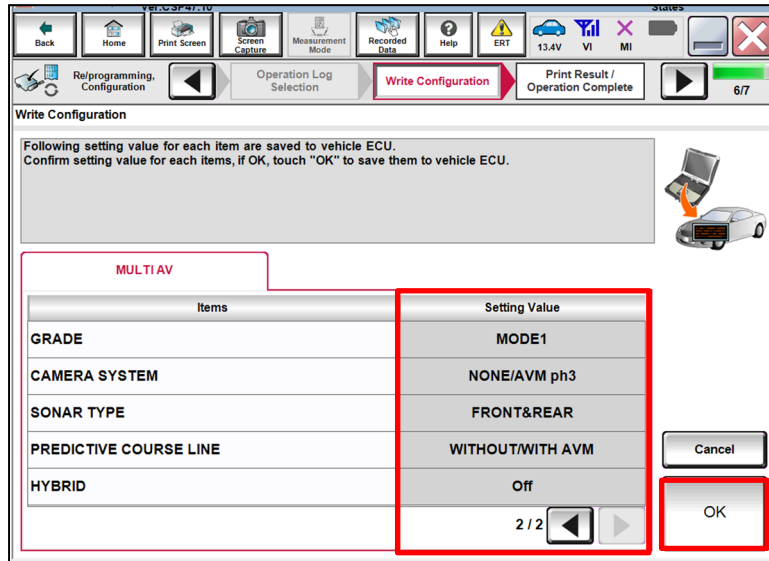 Ver.CSP47.10
States
Back
Home
Print Screen
Screen
Capture
Measurement
Mode
Recorded
Data
Help
ERT
13.4V
VI
MI
Re/programming,
Configuration
Operation Log
Selection
Write Configuration
Print Result /
Operation Complete
6/7
Write Configuration
Following setting value for each item are saved to vehicle ECU.
Confirm setting value for each items, if OK, touch "OK" to save them to vehicle ECU.
MULTI AV
Items Setting Value
GRADE MODE1
CAMERA SYSTEM NONE/AVM ph3
SONAR TYPE FRONT&REAR
PREDICTIVE COURSE LINE WITHOUT/WITH AVM
HYBRID Off
2 / 2
Cancel
OK